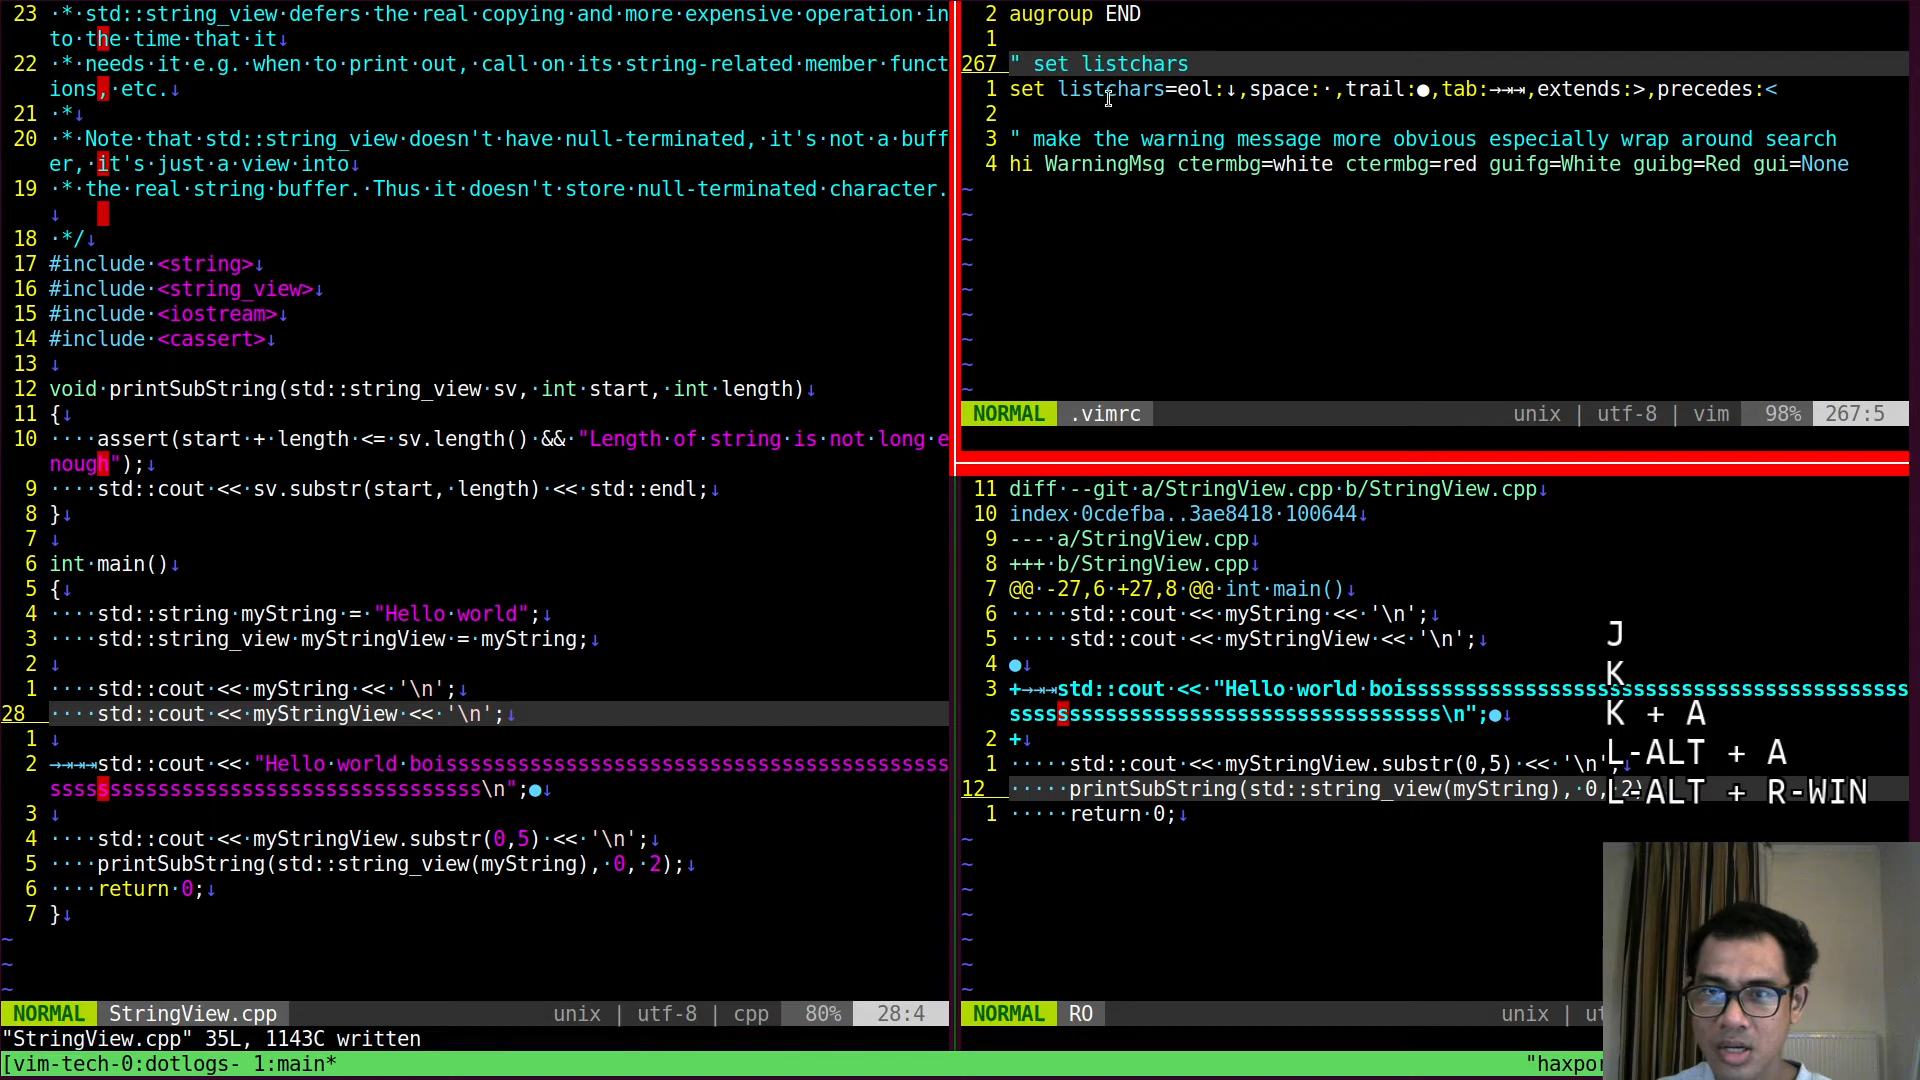 23 ·* std::string_view·defers·the·real·copying·and·more·expensive·operation·in
to·the·time·that·it↓
22 ·*·needs·it·e.g.·when·to·print·out,·call·on·its·string-related·member·funct
ions,·etc.↓
21 ·*↓
20 ·*·Note·that·std::string_view·doesn't·have·null-terminated,·it's·not·a·buff
er,·it's·just·a·view·into↓
19 ·*·the·real·string·buffer.·Thus·it·doesn't·store·null-terminated·character.
↓
18 ·*/↓
17 #include·<string>↓
16 #include·<string_view>↓
15 #include·<iostream>↓
14 #include·<cassert>↓
13 ↓
12 void·printSubString(std::string_view·sv,·int·start,·int·length)↓
11 {↓
10 ····assert(start·+·length·<=·sv.length()·&&·"Length·of·string·is·not·long·e
nough");↓
9 ····std::cout·<<·sv.substr(start,·length)·<<·std::endl;↓
8 }↓
7 ↓
6 int·main()↓
5 {↓
4 ····std::string·myString·=·"Hello·world";↓
3 ····std::string_view·myStringView·=·myString;↓
2 ↓
1 ····std::cout·<<·myString·<<·'\n';↓
28 ····std::cout·<<·myStringView·<<·'\n';↓
1 ↓
2 →⇥⇥⇥std::cout·<<·"Hello·world·boisssssssssssssssssssssssssssssssssssssssssss
sssssssssssssssssssssssssssssssssssss\n";●↓
3 ↓
4 ····std::cout·<<·myStringView.substr(0,5)·<<·'\n';↓
5 ····printSubString(std::string_view(myString),·0,·2);↓
6 ····return·0;↓
7 }↓
~
~
~
NORMAL StringView.cpp unix | utf-8 | cpp 80% 28:4
"StringView.cpp" 35L, 1143C written
[vim-tech-0:dotlogs- 1:main*
2 augroup END
1
267 " set listchars
1 set listchars=eol:↓,space:·,trail:●,tab:→⇥⇥,extends:>,precedes:<
2
3 " make the warning message more obvious especially wrap around search
4 hi WarningMsg ctermbg=white ctermbg=red guifg=White guibg=Red gui=None
~
~
~
~
~
~
~
~
~
NORMAL .vimrc unix | utf-8 | vim 98% 267:5
11 diff·--git·a/StringView.cpp·b/StringView.cpp↓
10 index·0cdefba..3ae8418·100644↓
9 ---·a/StringView.cpp↓
8 +++·b/StringView.cpp↓
7 @@·-27,6·+27,8·@@·int·main()↓
6 ·····std::cout·<<·myString·<<·'\n';↓
5 ·····std::cout·<<·myStringView·<<·'\n';↓
4 ●↓
3 +→⇥⇥std::cout·<<·"Hello·world·boisssssssssssssssssssssssssssssssssssssssssss
sssssssssssssssssssssssssssssssssssss\n";●↓
2 +↓
1 ·····std::cout·<<·myStringView.substr(0,5)·<<·'\n';↓
12 ·····printSubString(std::string_view(myString),·0,·2)
1 ·····return·0;↓
~
~
~
~
~
~
~
NORMAL RO unix |
"haxpor
J
K
K + A
L-ALT + A
L-ALT + R-WIN